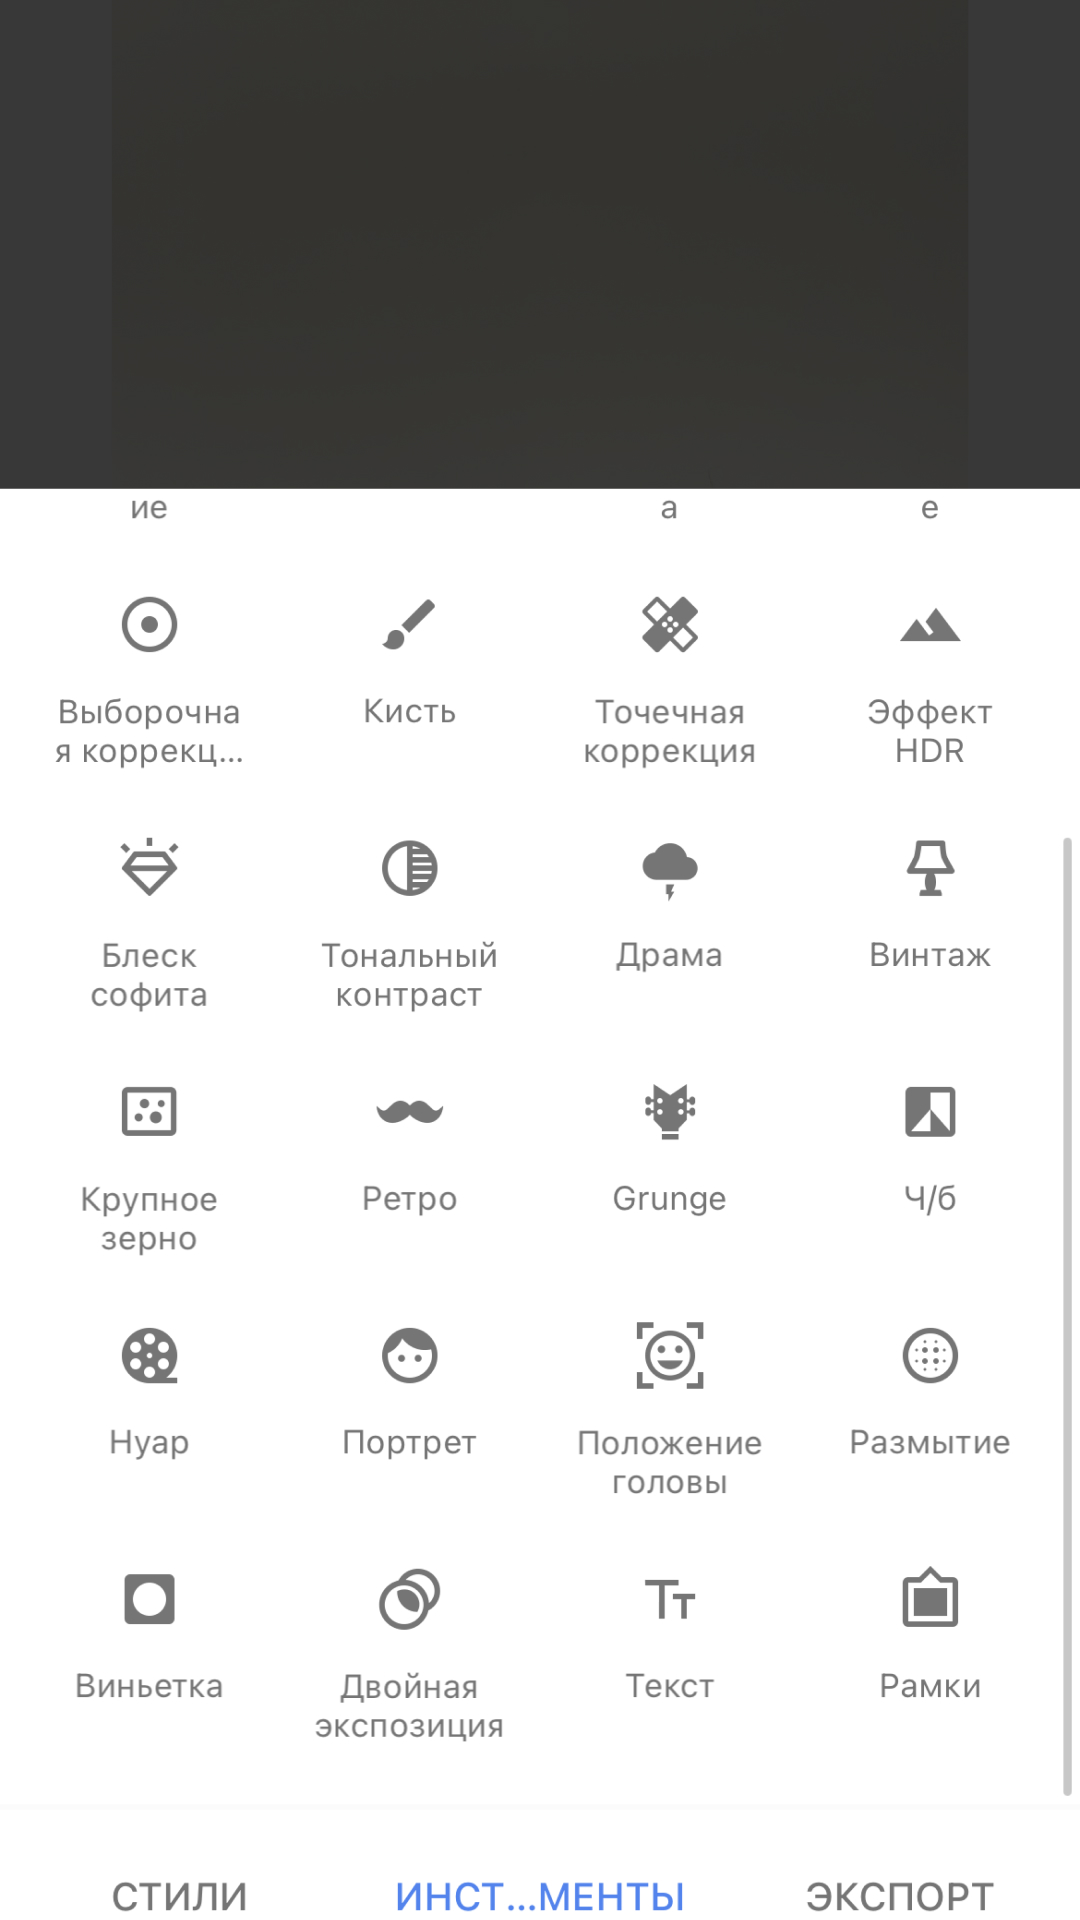 ие а е
Выборочна
я коррекц...
Кисть
Точечная
коррекция
Эффект
HDR
Блеск
софита
Тональный
контраст
Драма
Винтаж
Крупное
зерно
Ретро
Grunge
Ч/б
Нуар
Портрет
Положение
головы
Размытие
Виньетка
Двойная
экспозиция
Текст
Рамки
СТИЛИ ИНСТ...МЕНТЫ ЭКСПОРТ